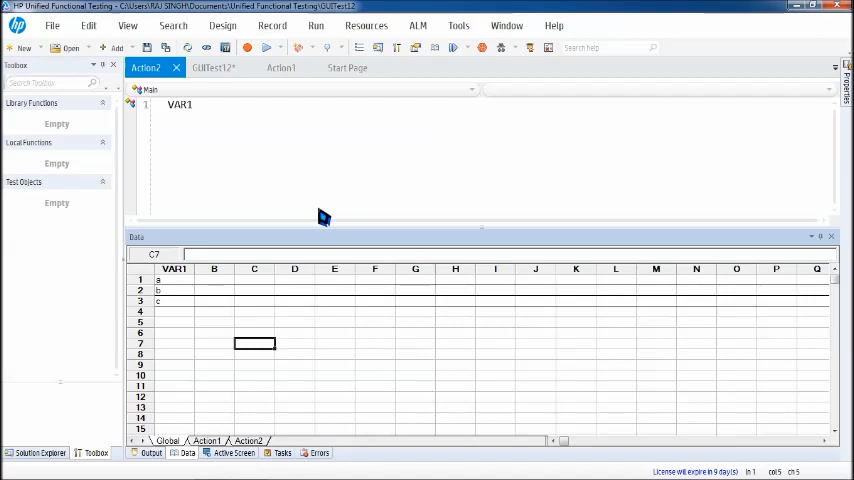 HP Unified Functional Testing - C:\Users\RAJ SINGH\Documents\Unified Functional Testing\GUITest12
hp File Edit View Search Design Record Run Resources ALM Tools Window Help
New Open Add Search help
Toolbox
Search Toolbox
Library Functions
Empty
Local Functions
Empty
Test Objects
Empty
Action2 GUITest12* Action1 Start Page
Main
1 VAR1
Properties
Data
C7
VAR1 B C D E F G H I J K L M N O P Q
1 a
2 b
3 c
4
5
6
7
8
9
10
11
12
13
14
15
Global Action1 Action2
Solution Explorer Toolbox Output Data Active Screen Tasks Errors
License will expire in 9 day(s) ln 1 col 5 ch 5